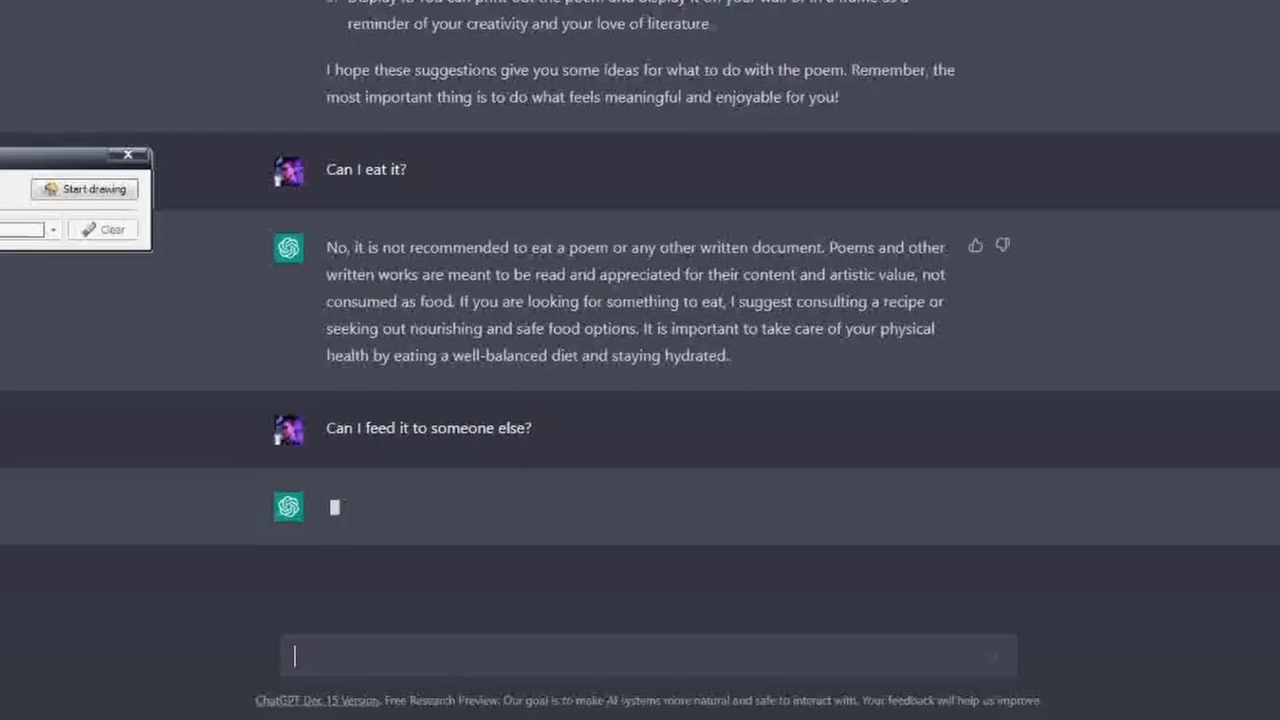 reminder of your creativity and your love of literature.
I hope these suggestions give you some ideas for what to do with the poem. Remember, the
most important thing is to do what feels meaningful and enjoyable for you!
Can I eat it?
Start drawing
Clear
No, it is not recommended to eat a poem or any other written document. Poems and other
written works are meant to be read and appreciated for their content and artistic value, not
consumed as food. If you are looking for something to eat, I suggest consulting a recipe or
seeking out nourishing and safe food options. It is important to take care of your physical
health by eating a well-balanced diet and staying hydrated.
Can I feed it to someone else?
ChatGPT Dec 15 Version. Free Research Preview. Our goal is to make AI systems more natural and safe to interact with. Your feedback will help us improve.